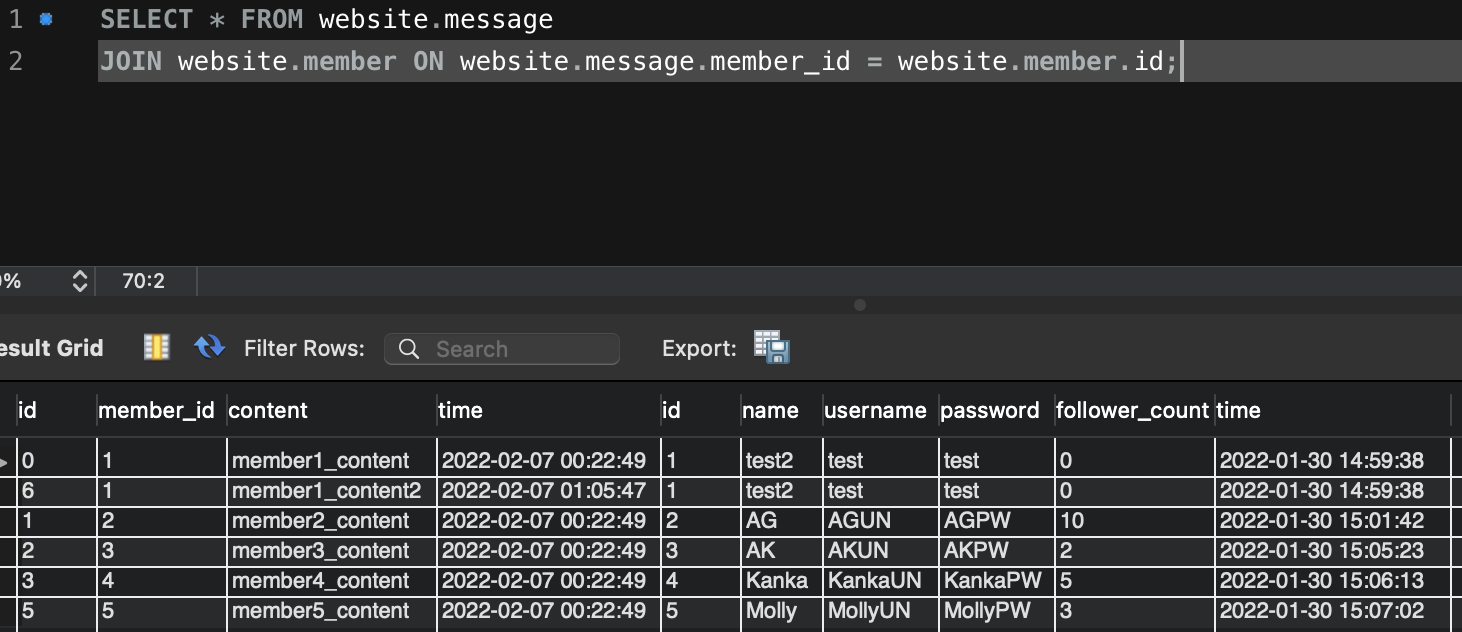 1 SELECT * FROM website.message
2 JOIN website.member ON website.message.member_id = website.member.id;
% 70:2
esult Grid Filter Rows: Search Export:
id member_id content time id name username password follower_count time
0 1 member1_content 2022-02-07 00:22:49 1 test2 test test 0 2022-01-30 14:59:38
6 1 member1_content2 2022-02-07 01:05:47 1 test2 test test 0 2022-01-30 14:59:38
1 2 member2_content 2022-02-07 00:22:49 2 AG AGUN AGPW 10 2022-01-30 15:01:42
2 3 member3_content 2022-02-07 00:22:49 3 AK AKUN AKPW 2 2022-01-30 15:05:23
3 4 member4_content 2022-02-07 00:22:49 4 Kanka KankaUN KankaPW 5 2022-01-30 15:06:13
5 5 member5_content 2022-02-07 00:22:49 5 Molly MollyUN MollyPW 3 2022-01-30 15:07:02